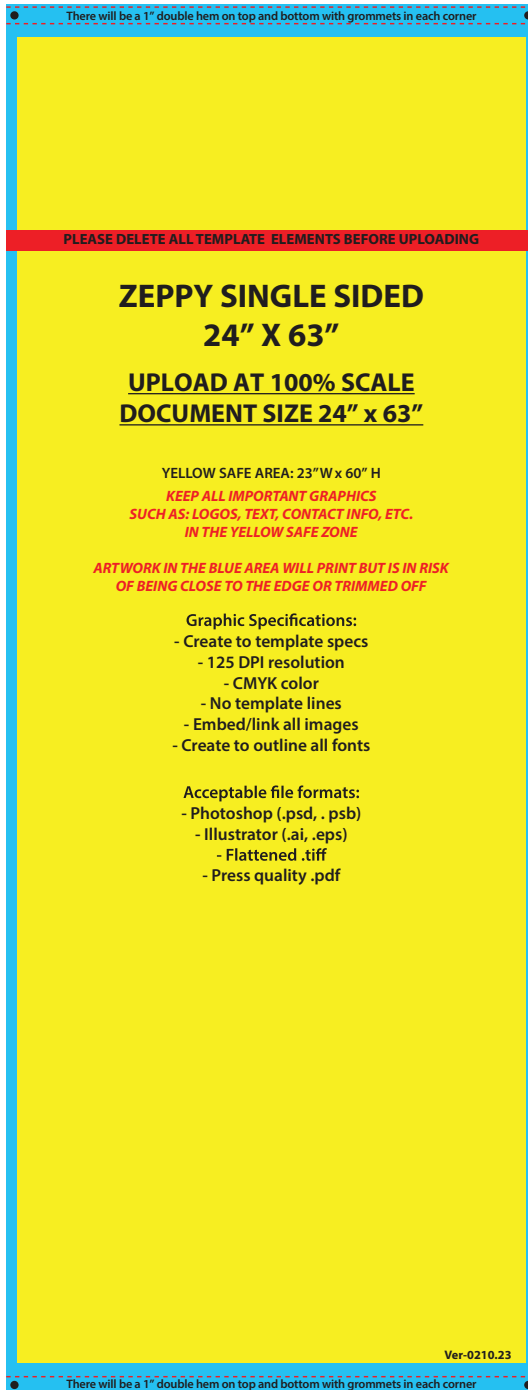 There will be a 1” double hem on top and bottom with grommets in each corner
PLEASE DELETE ALL TEMPLATE ELEMENTS BEFORE UPLOADING
ZEPPY SINGLE SIDED
24” X 63”
UPLOAD AT 100% SCALE
DOCUMENT SIZE 24” x 63”
YELLOW SAFE AREA: 23”W x 60” H
KEEP ALL IMPORTANT GRAPHICS
SUCH AS: LOGOS, TEXT, CONTACT INFO, ETC.
IN THE YELLOW SAFE ZONE
ARTWORK IN THE BLUE AREA WILL PRINT BUT IS IN RISK
OF BEING CLOSE TO THE EDGE OR TRIMMED OFF
Graphic Specifications:
- Create to template specs
- 125 DPI resolution
- CMYK color
- No template lines
- Embed/link all images
- Create to outline all fonts
Acceptable file formats:
- Photoshop (.psd, . psb)
- Illustrator (.ai, .eps)
- Flattened .tiff
- Press quality .pdf
Ver-0210.23
There will be a 1” double hem on top and bottom with grommets in each corner